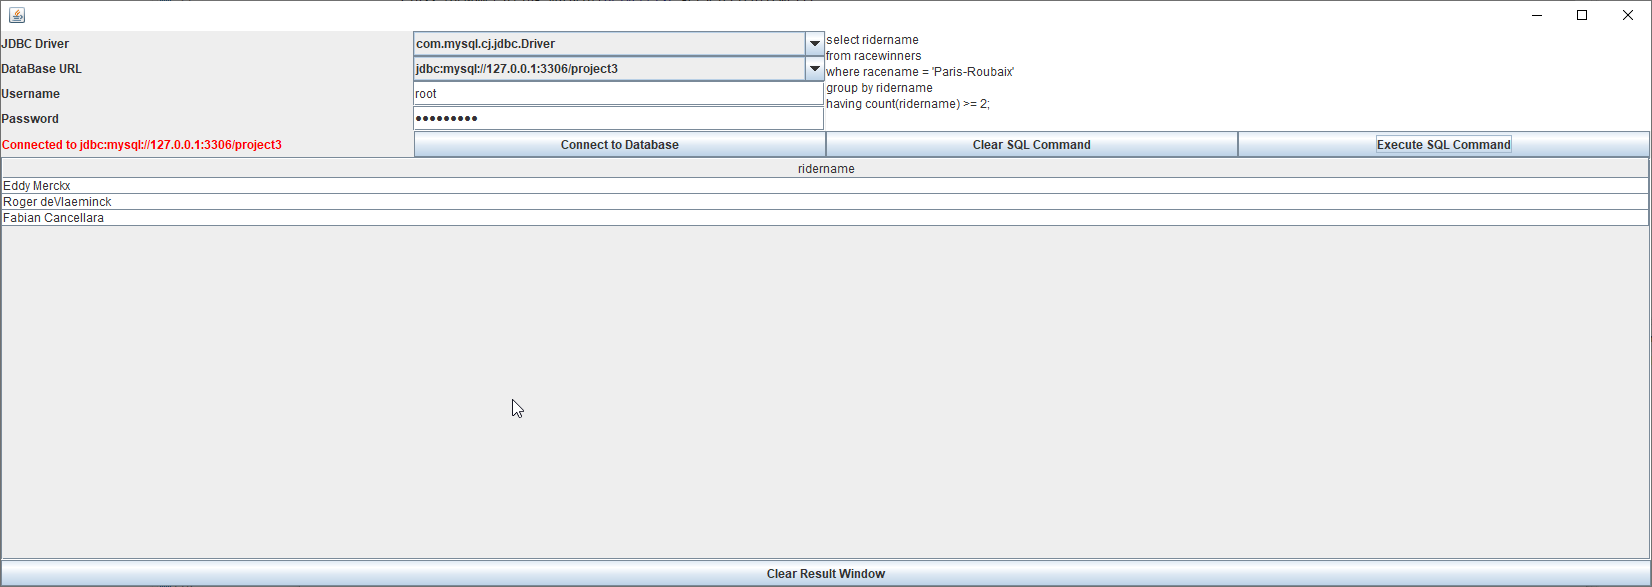 JDBC Driver
com.mysql.cj.jdbc.Driver
DataBase URL
jdbc:mysql://127.0.0.1:3306/project3
Username
root
Password
●●●●●●●●●
select ridername
from racewinners
where racename = 'Paris-Roubaix'
group by ridername
having count(ridername) >= 2;
Connected to jdbc:mysql://127.0.0.1:3306/project3
Connect to Database
Clear SQL Command
Execute SQL Command
ridername
Eddy Merckx
Roger deVlaeminck
Fabian Cancellara
Clear Result Window